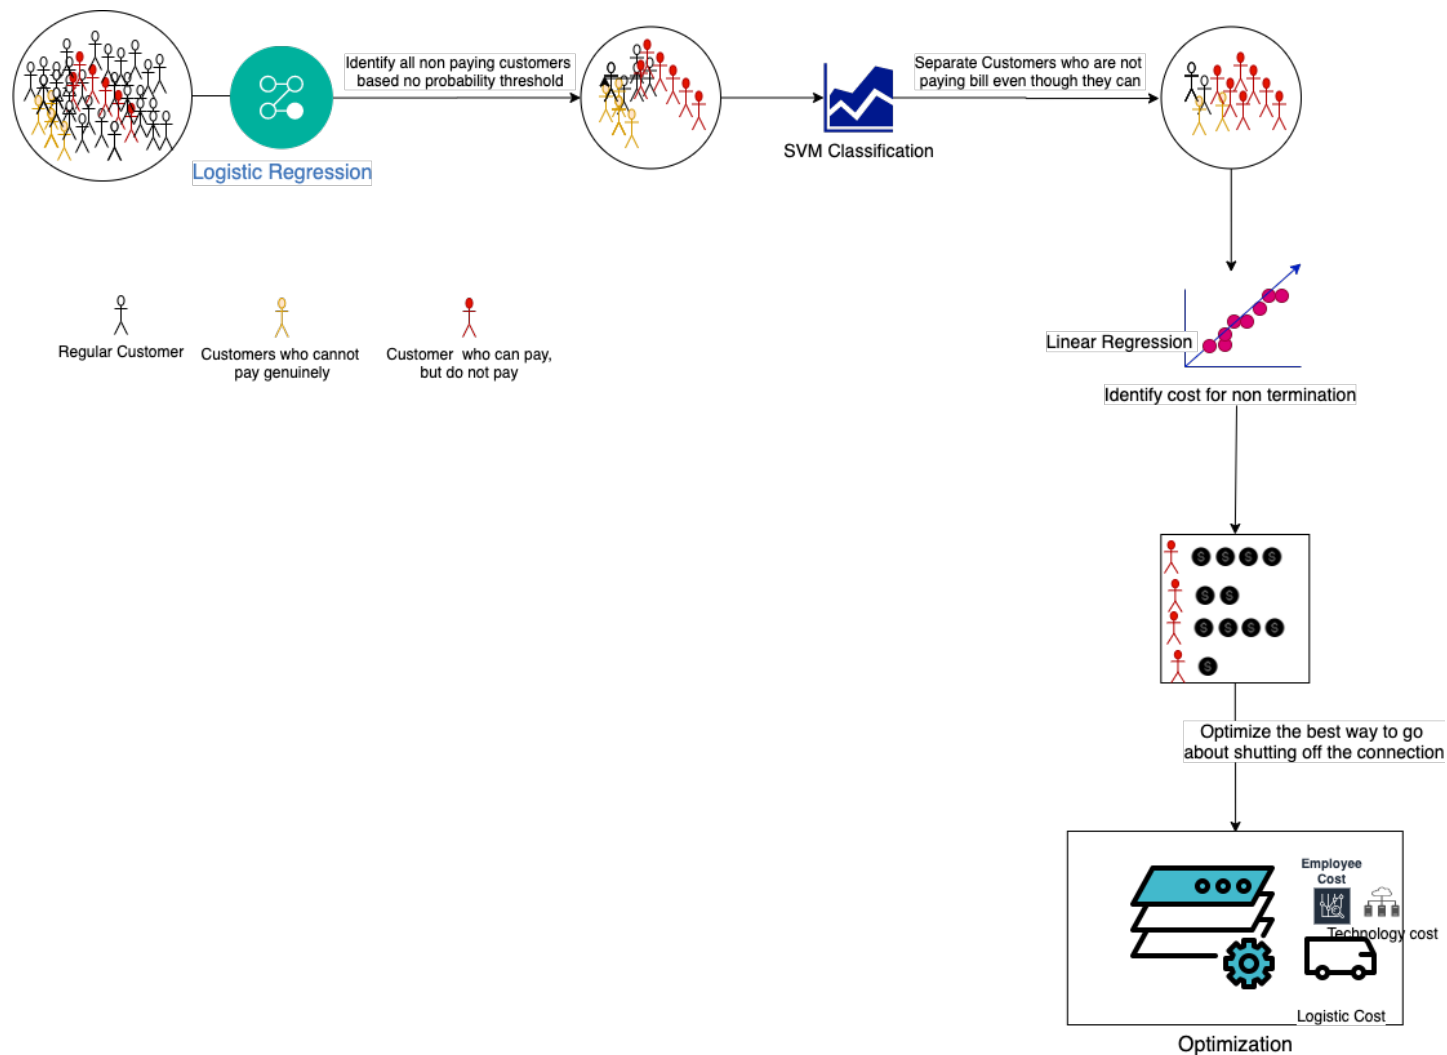 Identify all non paying customers
based no probability threshold
Logistic Regression
SVM Classification
Separate Customers who are not
paying bill even though they can
Regular Customer
Customers who cannot
pay genuinely
Customer who can pay,
but do not pay
Linear Regression
Identify cost for non termination
$ $ $ $
$ $
$ $ $ $
$
Optimize the best way to go
about shutting off the connection
Employee
Cost
Technology cost
Logistic Cost
Optimization